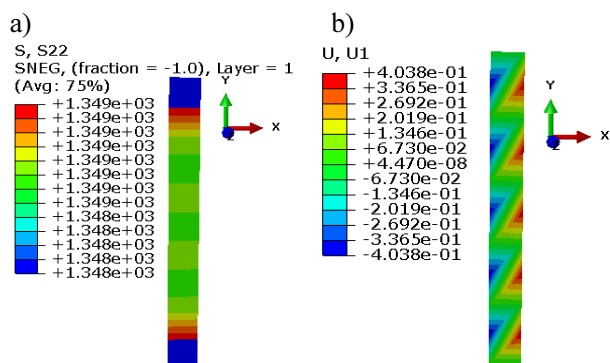 a)
S, S22
SNEG, (fraction = -1.0), Layer = 1
(Avg: 75%)
+1.349e+03
+1.349e+03
+1.349e+03
+1.349e+03
+1.349e+03
+1.349e+03
+1.349e+03
+1.348e+03
+1.348e+03
+1.348e+03
+1.348e+03
+1.348e+03
+1.348e+03
Y
X
Z
b)
U, U1
+4.038e-01
+3.365e-01
+2.692e-01
+2.019e-01
+1.346e-01
+6.730e-02
+4.470e-08
-6.730e-02
-1.346e-01
-2.019e-01
-2.692e-01
-3.365e-01
-4.038e-01
Y
X
Z